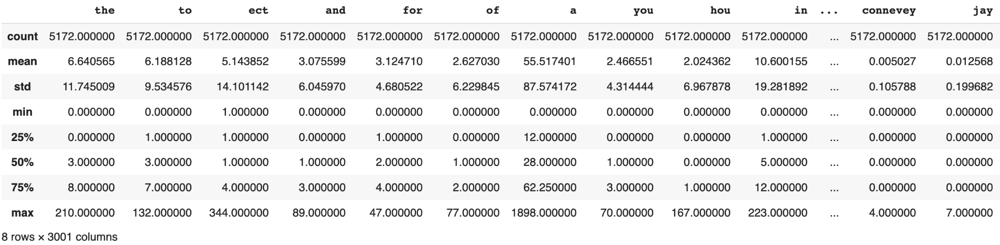 the to ect and for of a you hou in ... connevey jay
count 5172.000000 5172.000000 5172.000000 5172.000000 5172.000000 5172.000000 5172.000000 5172.000000 5172.000000 5172.000000 ... 5172.000000 5172.000000
mean 6.640565 6.188128 5.143852 3.075599 3.124710 2.627030 55.517401 2.466551 2.024362 10.600155 ... 0.005027 0.012568
std 11.745009 9.534576 14.101142 6.045970 4.680522 6.229845 87.574172 4.314444 6.967878 19.281892 ... 0.105788 0.199682
min 0.000000 0.000000 1.000000 0.000000 0.000000 0.000000 0.000000 0.000000 0.000000 0.000000 ... 0.000000 0.000000
25% 0.000000 1.000000 1.000000 0.000000 1.000000 0.000000 12.000000 0.000000 0.000000 1.000000 ... 0.000000 0.000000
50% 3.000000 3.000000 1.000000 1.000000 2.000000 1.000000 28.000000 1.000000 0.000000 5.000000 ... 0.000000 0.000000
75% 8.000000 7.000000 4.000000 3.000000 4.000000 2.000000 62.250000 3.000000 1.000000 12.000000 ... 0.000000 0.000000
max 210.000000 132.000000 344.000000 89.000000 47.000000 77.000000 1898.000000 70.000000 167.000000 223.000000 ... 4.000000 7.000000
8 rows × 3001 columns